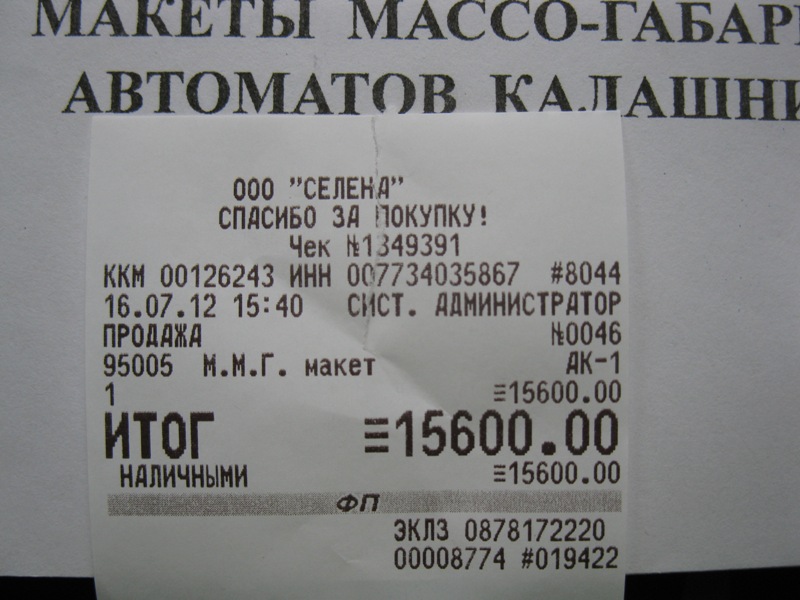 МАКЕТЫ МАССО-ГАБАР
АВТОМАТОВ КАЛАШНИ
ООО "СЕЛЕНА"
СПАСИБО ЗА ПОКУПКУ!
Чек №1349391
ККМ 00126243 ИНН 007734035867 #8044
16.07.12 15:40 СИСТ. АДМИНИСТРАТОР
ПРОДАЖА №0046
95005 М.М.Г. макет АК-1
1 ≡15600.00
ИТОГ ≡15600.00
НАЛИЧНЫМИ ≡15600.00
ФП
ЭКЛЗ 0878172220
00008774 #019422